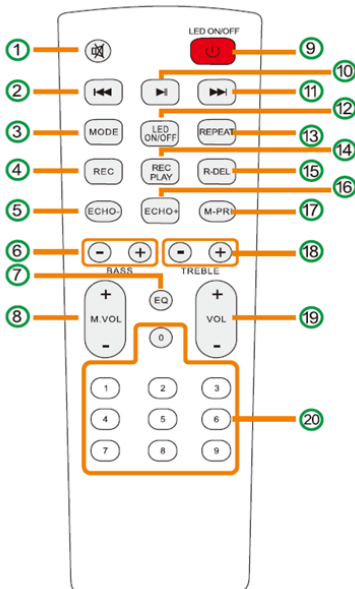 LED ON/OFF
1
9
10
2
11
12
3
MODE
LED
ON/OFF
REPEAT
13
14
4
REC
REC
PLAY
R-DEL
15
16
5
ECHO-
ECHO+
M-PRI
17
6
- +
- +
18
BASS
TREBLE
7
EQ
8
+
M.VOL
-
+
VOL
-
19
0
1 2 3
4 5 6
20
7 8 9